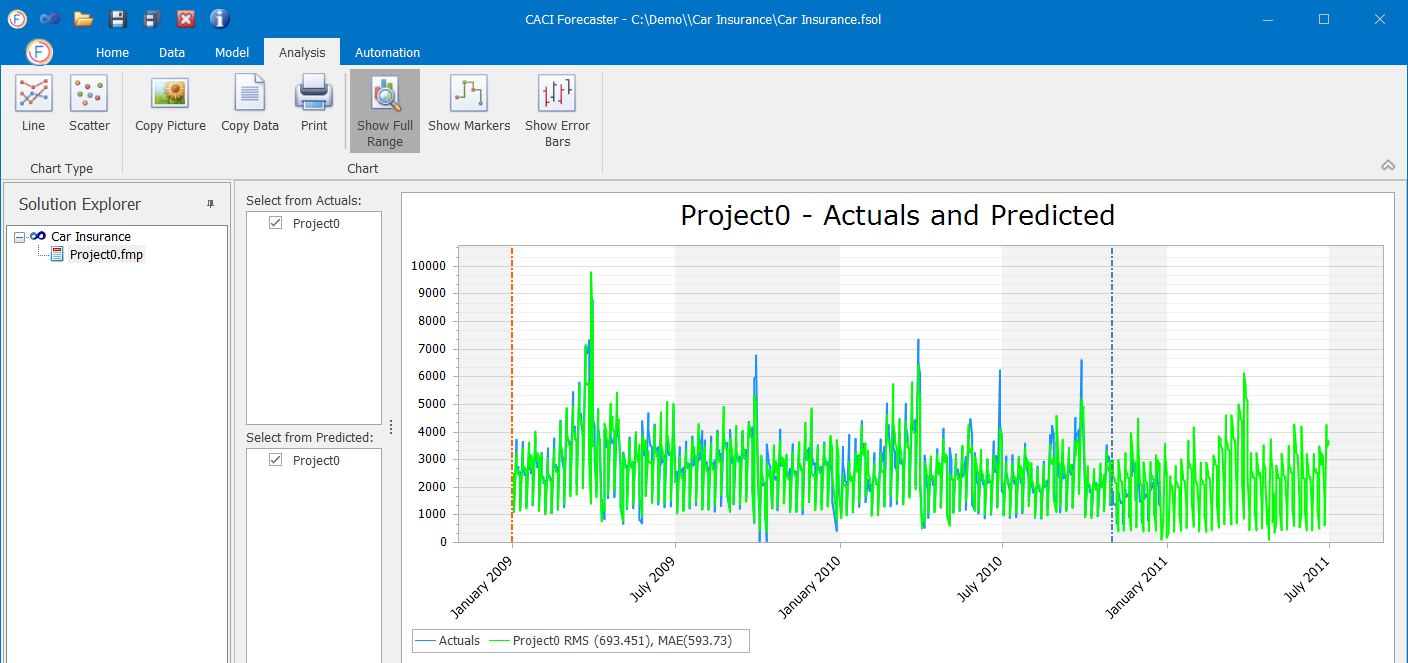 CACI Forecaster - C:\Demo\\Car Insurance\Car Insurance.fsol
F Home Data Model Analysis Automation
Line Scatter Copy Picture Copy Data Print Show Full Range Show Markers Show Error Bars
Chart Type Chart
Solution Explorer
Car Insurance
Project0.fmp
Select from Actuals:
Project0
Select from Predicted:
Project0
Project0 - Actuals and Predicted
10000
9000
8000
7000
6000
5000
4000
3000
2000
1000
0
January 2009 July 2009 January 2010 July 2010 January 2011 July 2011
Actuals Project0 RMS (693.451), MAE(593.73)